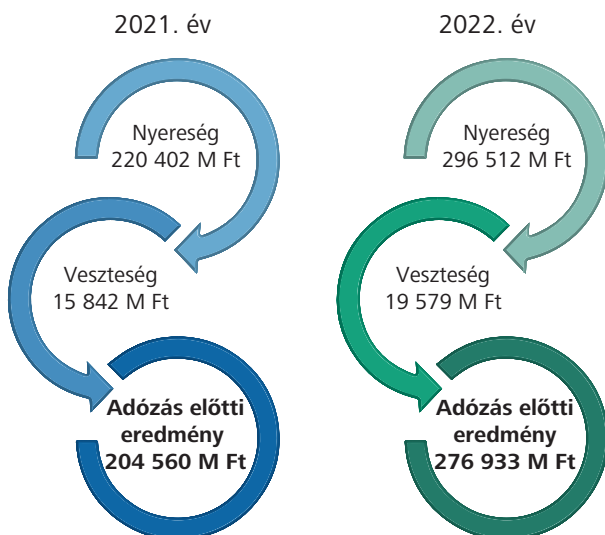 2021. év
Nyereség
220 402 M Ft
Veszteség
15 842 M Ft
Adózás előtti
eredmény
204 560 M Ft
2022. év
Nyereség
296 512 M Ft
Veszteség
19 579 M Ft
Adózás előtti
eredmény
276 933 M Ft